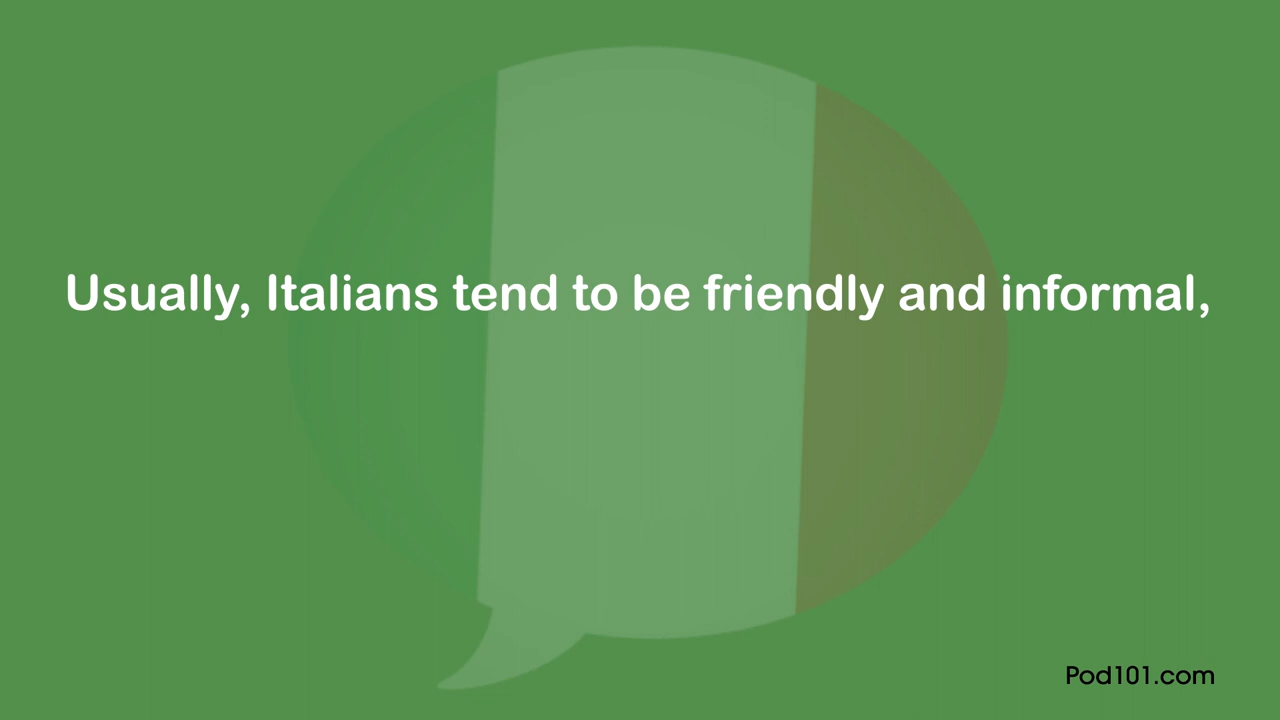 Usually, Italians tend to be friendly and informal,
Pod101.com